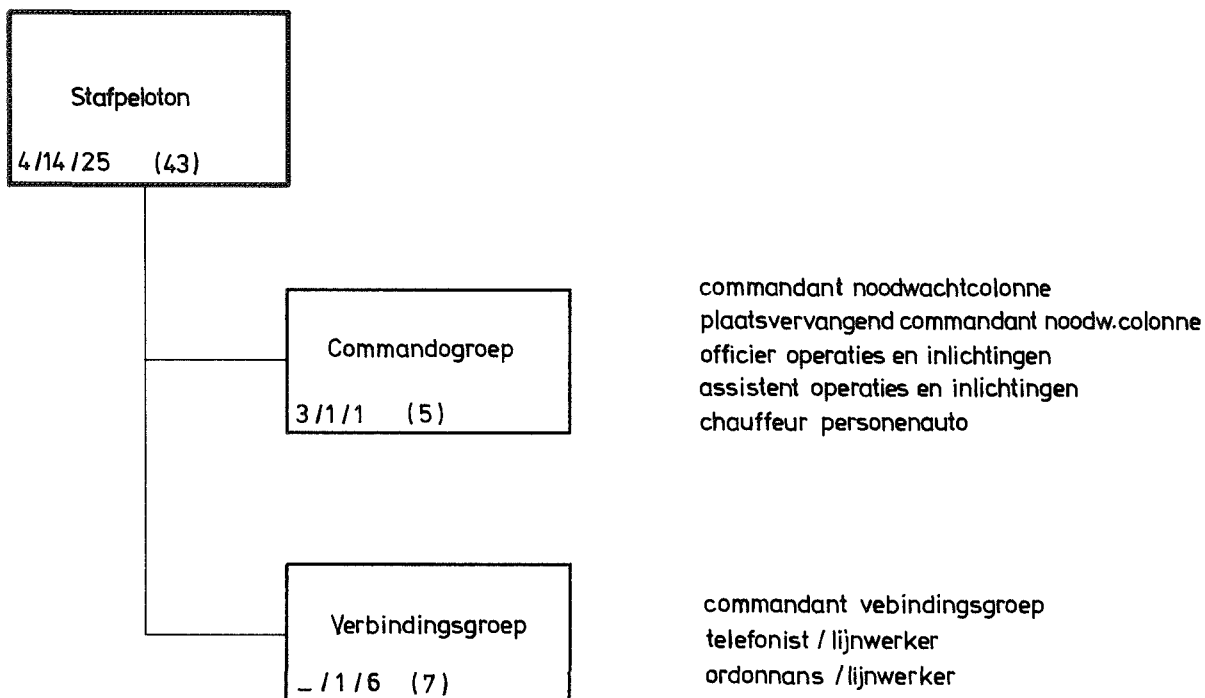 Stafpeloton
4/14/25 (43)
Commandogroep
3/1/1 (5)
commandant noodwachtcolonne
plaatsvervangend commandant noodw.colonne
officier operaties en inlichtingen
assistent operaties en inlichtingen
chauffeur personenauto
Verbindingsgroep
_/1/6 (7)
commandant vebindingsgroep
telefonist / lijnwerker
ordonnans / lijnwerker